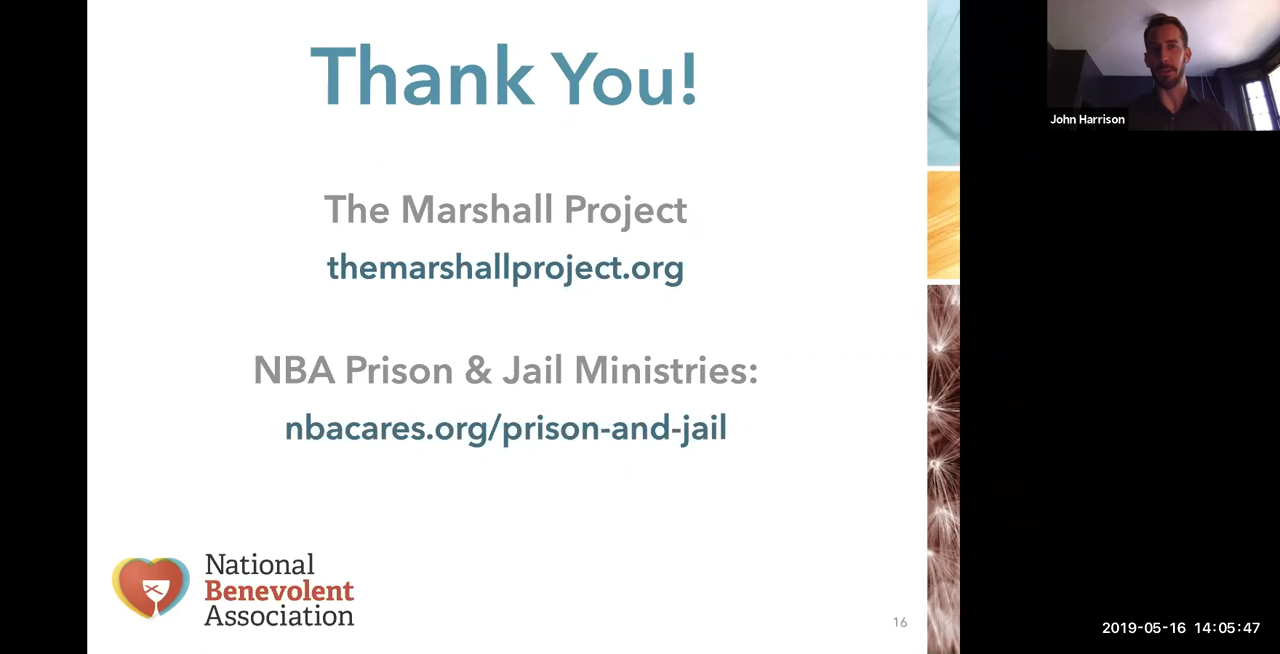 Thank You!
The Marshall Project
themarshallproject.org
NBA Prison & Jail Ministries:
nbacares.org/prison-and-jail
National
Benevolent
Association
16
John Harrison
2019-05-16 14:05:47